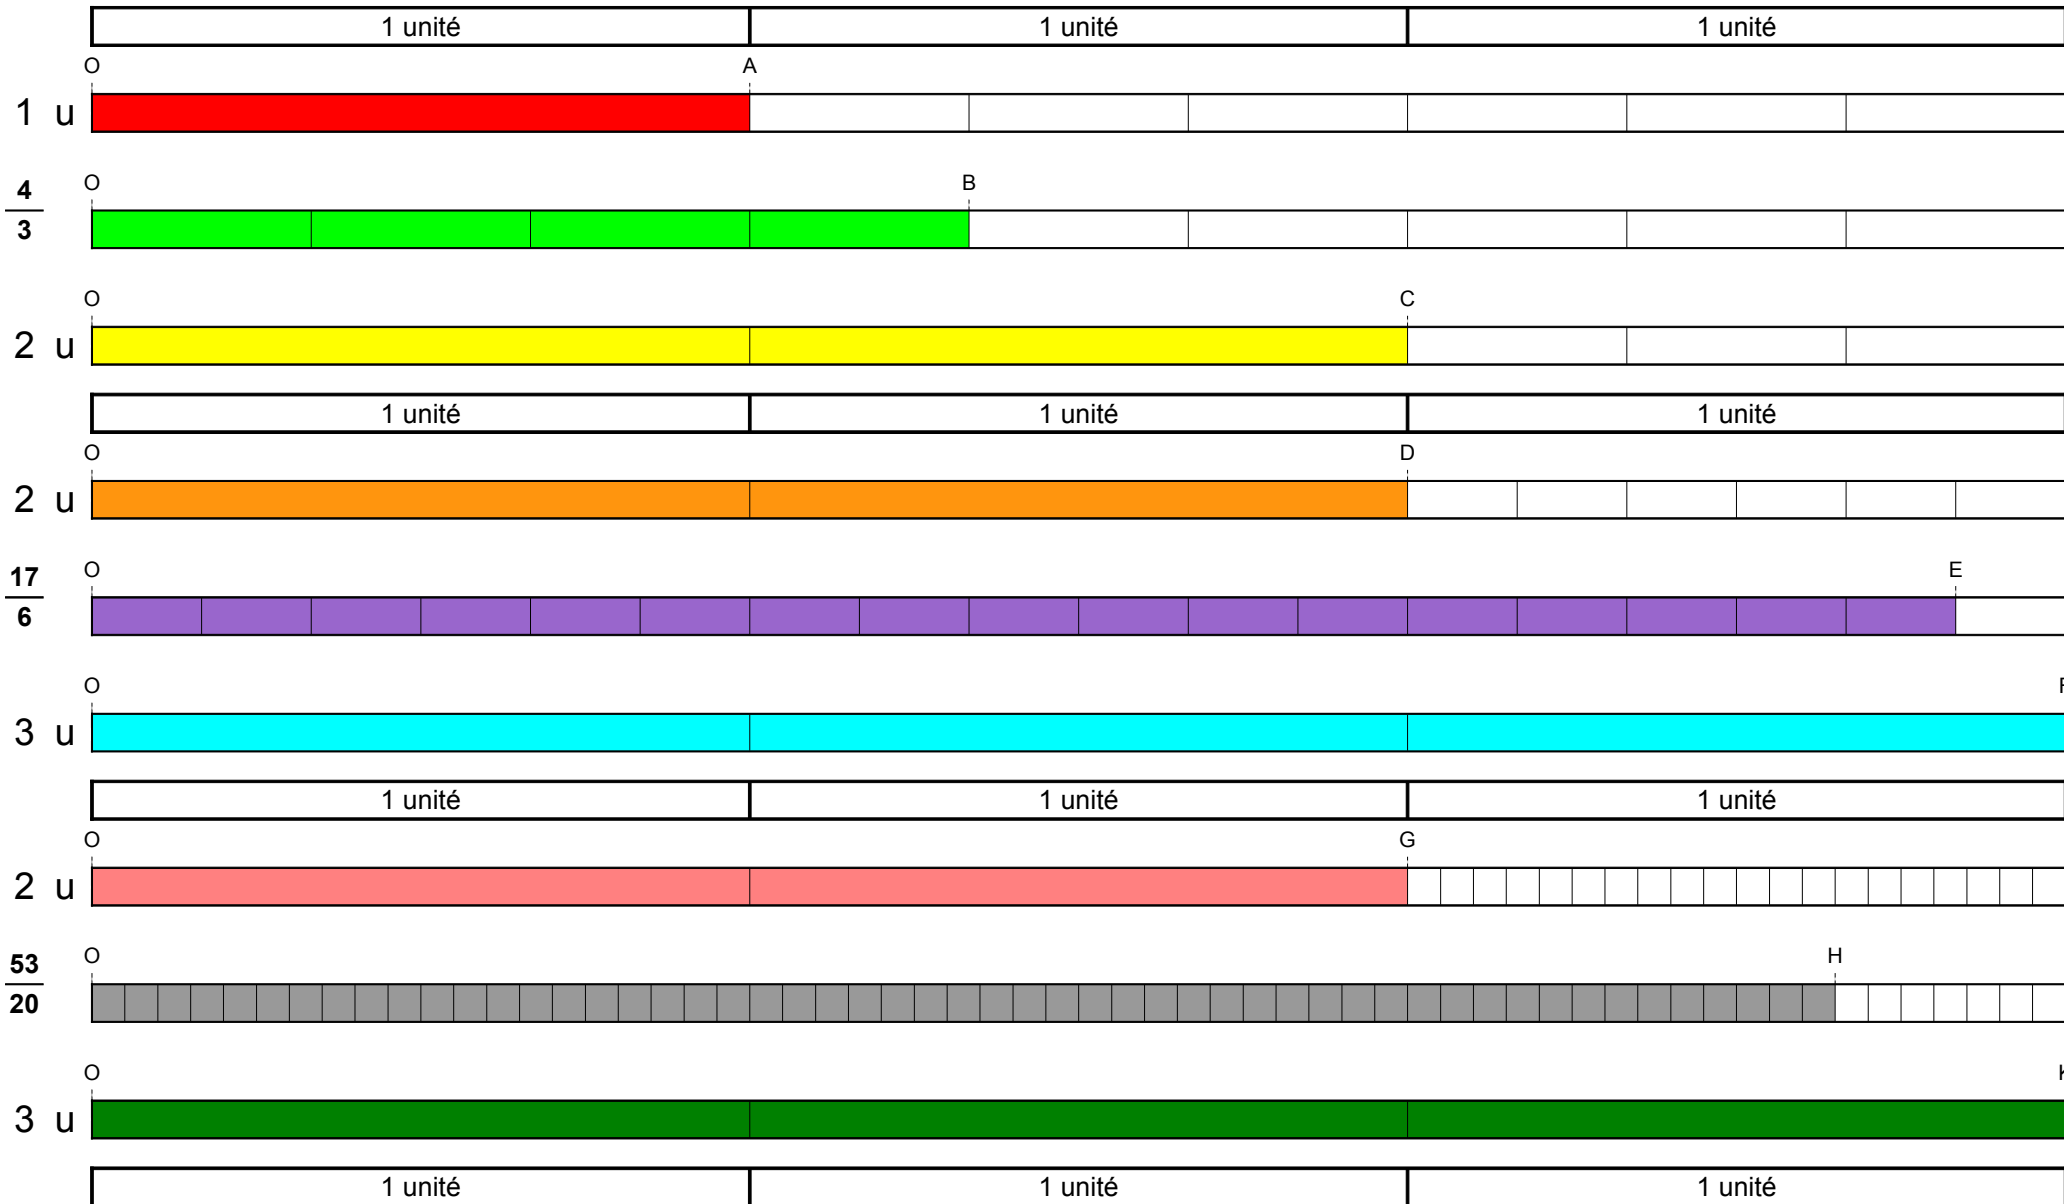 1 unité 1 unité 1 unité
O A
1 u
O B
4
3
O C
2 u
1 unité 1 unité 1 unité
O D
2 u
O E
17
6
O
3 u
1 unité 1 unité 1 unité
O G
2 u
O H
53
20
O
3 u
1 unité 1 unité 1 unité